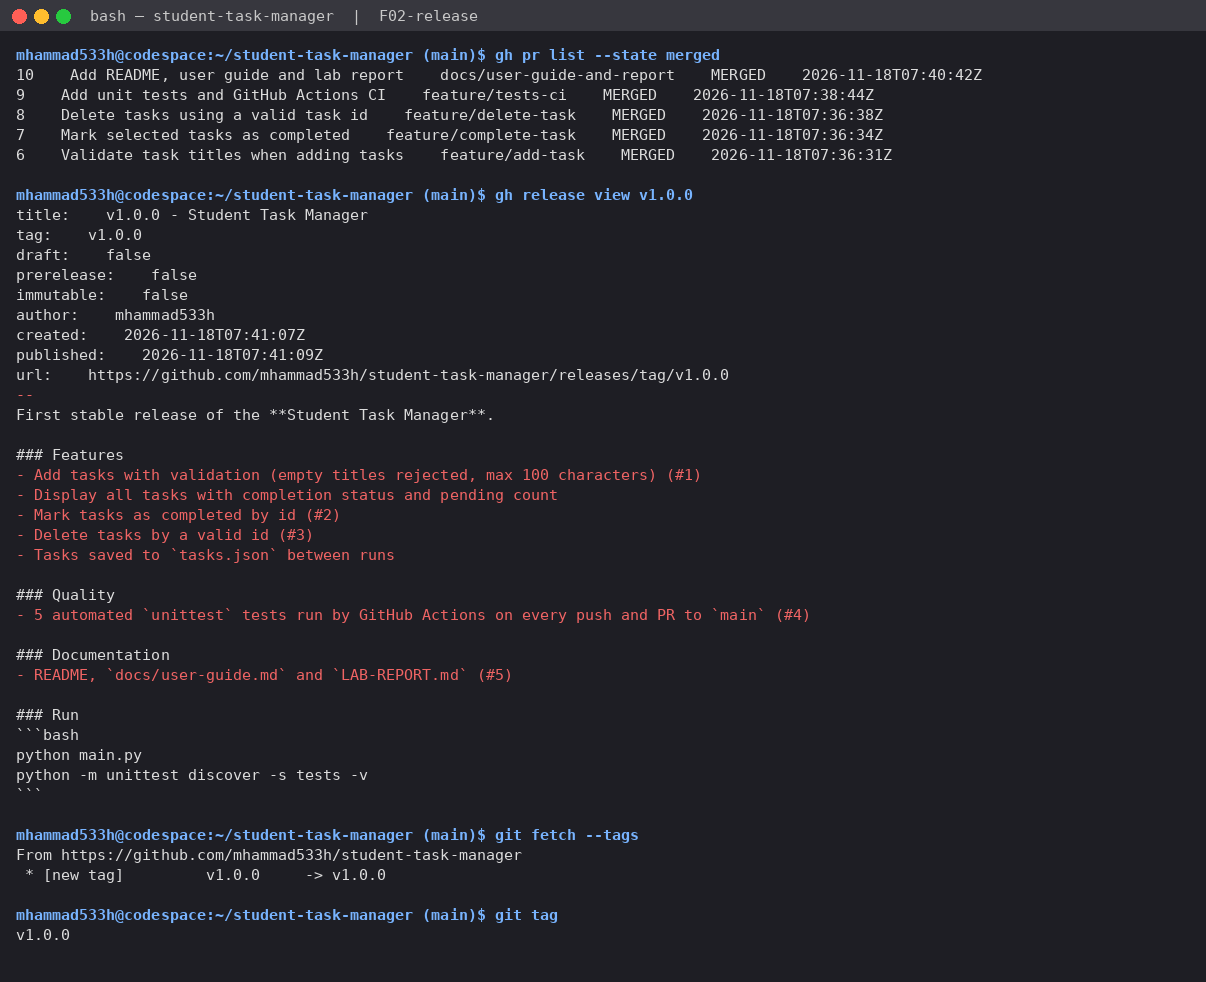 bash — student-task-manager | F02-release
mhammad533h@codespace:~/student-task-manager (main)$ gh pr list --state merged
10    Add README, user guide and lab report    docs/user-guide-and-report    MERGED    2026-11-18T07:40:42Z
9    Add unit tests and GitHub Actions CI    feature/tests-ci    MERGED    2026-11-18T07:38:44Z
8    Delete tasks using a valid task id    feature/delete-task    MERGED    2026-11-18T07:36:38Z
7    Mark selected tasks as completed    feature/complete-task    MERGED    2026-11-18T07:36:34Z
6    Validate task titles when adding tasks    feature/add-task    MERGED    2026-11-18T07:36:31Z
mhammad533h@codespace:~/student-task-manager (main)$ gh release view v1.0.0
title:    v1.0.0 - Student Task Manager
tag:    v1.0.0
draft:    false
prerelease:    false
immutable:    false
author:    mhammad533h
created:    2026-11-18T07:41:07Z
published:    2026-11-18T07:41:09Z
url:    https://github.com/mhammad533h/student-task-manager/releases/tag/v1.0.0
--
First stable release of the **Student Task Manager**.
### Features
- Add tasks with validation (empty titles rejected, max 100 characters) (#1)
- Display all tasks with completion status and pending count
- Mark tasks as completed by id (#2)
- Delete tasks by a valid id (#3)
- Tasks saved to `tasks.json` between runs
### Quality
- 5 automated `unittest` tests run by GitHub Actions on every push and PR to `main` (#4)
### Documentation
- README, `docs/user-guide.md` and `LAB-REPORT.md` (#5)
### Run
```bash
python main.py
python -m unittest discover -s tests -v
```
mhammad533h@codespace:~/student-task-manager (main)$ git fetch --tags
From https://github.com/mhammad533h/student-task-manager
 * [new tag]         v1.0.0     -> v1.0.0
mhammad533h@codespace:~/student-task-manager (main)$ git tag
v1.0.0